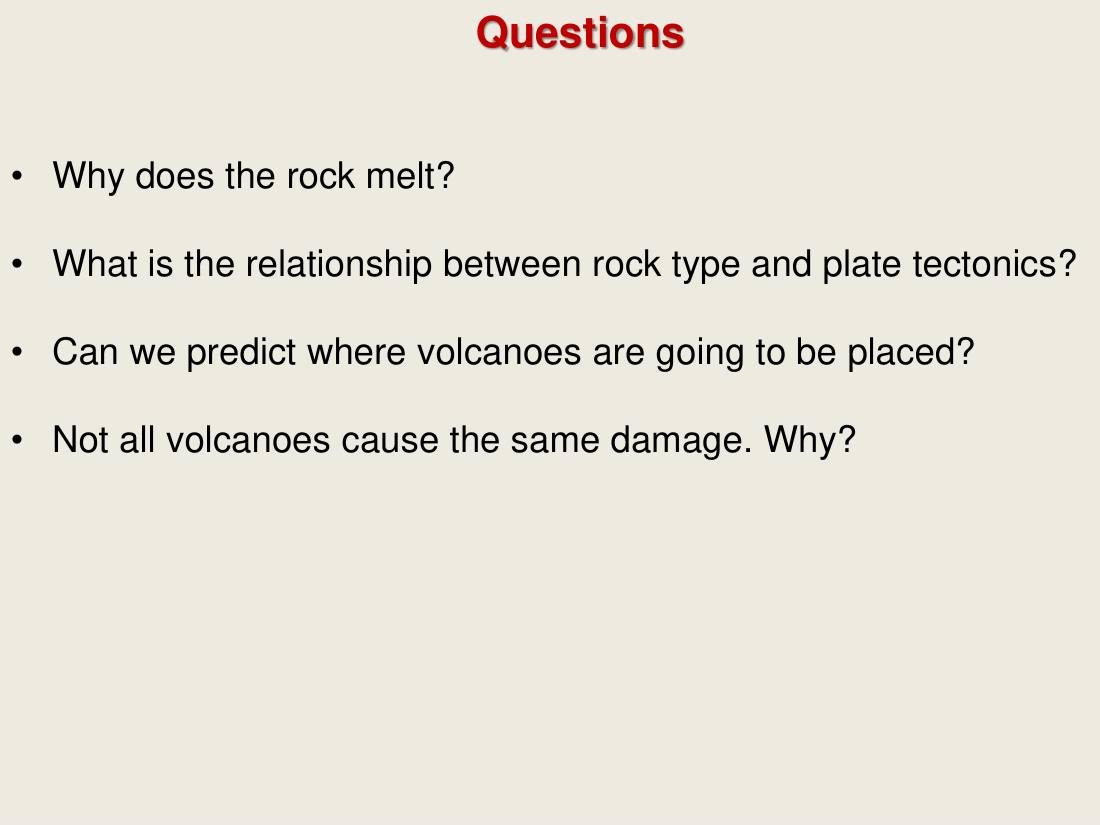 Questions
• Why does the rock melt?
• What is the relationship between rock type and plate tectonics?
• Can we predict where volcanoes are going to be placed?
• Not all volcanoes cause the same damage. Why?